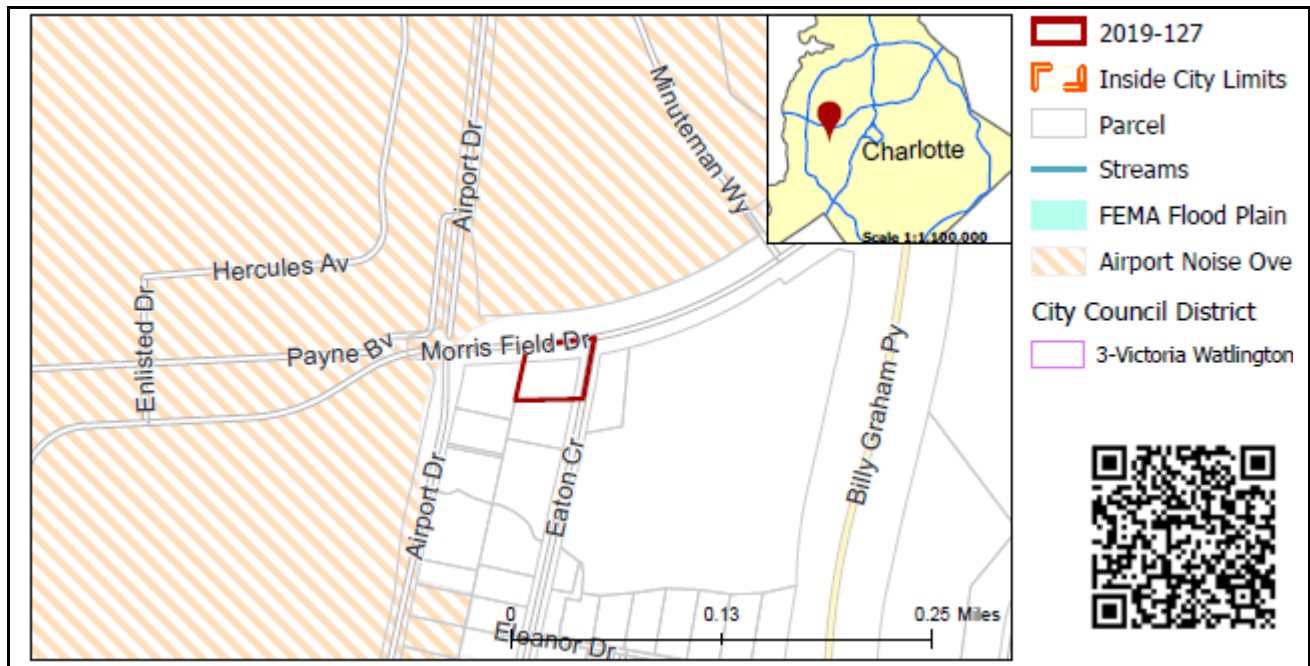 Airport Dr
Minuteman Wy
Charlotte
Scale 1:1,100,000
Hercules Av
Enlisted Dr
Payne Bv
Morris Field Dr
Airport Dr
Eaton Cr
Billy Graham Py
Eleanor Dr
0
0.13
0.25 Miles
2019-127
Inside City Limits
Parcel
Streams
FEMA Flood Plain
Airport Noise Ove
City Council District
3-Victoria Watlington